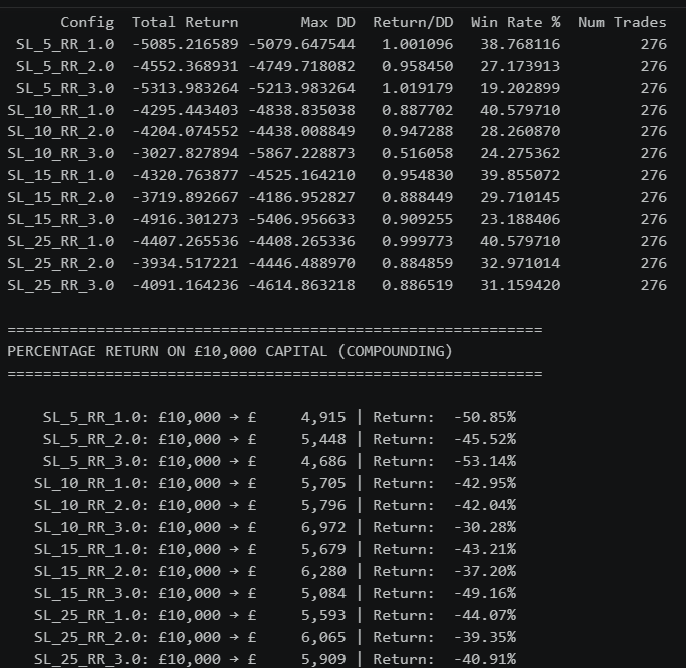 Config Total Return Max DD Return/DD Win Rate % Num Trades
SL_5_RR_1.0 -5085.216589 -5079.647544 1.001096 38.768116 276
SL_5_RR_2.0 -4552.368931 -4749.718082 0.958450 27.173913 276
SL_5_RR_3.0 -5313.983264 -5213.983264 1.019179 19.202899 276
SL_10_RR_1.0 -4295.443403 -4838.835038 0.887702 40.579710 276
SL_10_RR_2.0 -4204.074552 -4438.008849 0.947288 28.260870 276
SL_10_RR_3.0 -3027.827894 -5867.228873 0.516058 24.275362 276
SL_15_RR_1.0 -4320.763877 -4525.164210 0.954830 39.855072 276
SL_15_RR_2.0 -3719.892667 -4186.952827 0.888449 29.710145 276
SL_15_RR_3.0 -4916.301273 -5406.956633 0.909255 23.188406 276
SL_25_RR_1.0 -4407.265536 -4408.265336 0.999773 40.579710 276
SL_25_RR_2.0 -3934.517221 -4446.488970 0.884859 32.971014 276
SL_25_RR_3.0 -4091.164236 -4614.863218 0.886519 31.159420 276
============================================================
PERCENTAGE RETURN ON £10,000 CAPITAL (COMPOUNDING)
============================================================
SL_5_RR_1.0: £10,000 → £ 4,915 | Return: -50.85%
SL_5_RR_2.0: £10,000 → £ 5,448 | Return: -45.52%
SL_5_RR_3.0: £10,000 → £ 4,686 | Return: -53.14%
SL_10_RR_1.0: £10,000 → £ 5,705 | Return: -42.95%
SL_10_RR_2.0: £10,000 → £ 5,796 | Return: -42.04%
SL_10_RR_3.0: £10,000 → £ 6,972 | Return: -30.28%
SL_15_RR_1.0: £10,000 → £ 5,679 | Return: -43.21%
SL_15_RR_2.0: £10,000 → £ 6,280 | Return: -37.20%
SL_15_RR_3.0: £10,000 → £ 5,084 | Return: -49.16%
SL_25_RR_1.0: £10,000 → £ 5,593 | Return: -44.07%
SL_25_RR_2.0: £10,000 → £ 6,065 | Return: -39.35%
SL_25_RR_3.0: £10,000 → £ 5,909 | Return: -40.91%